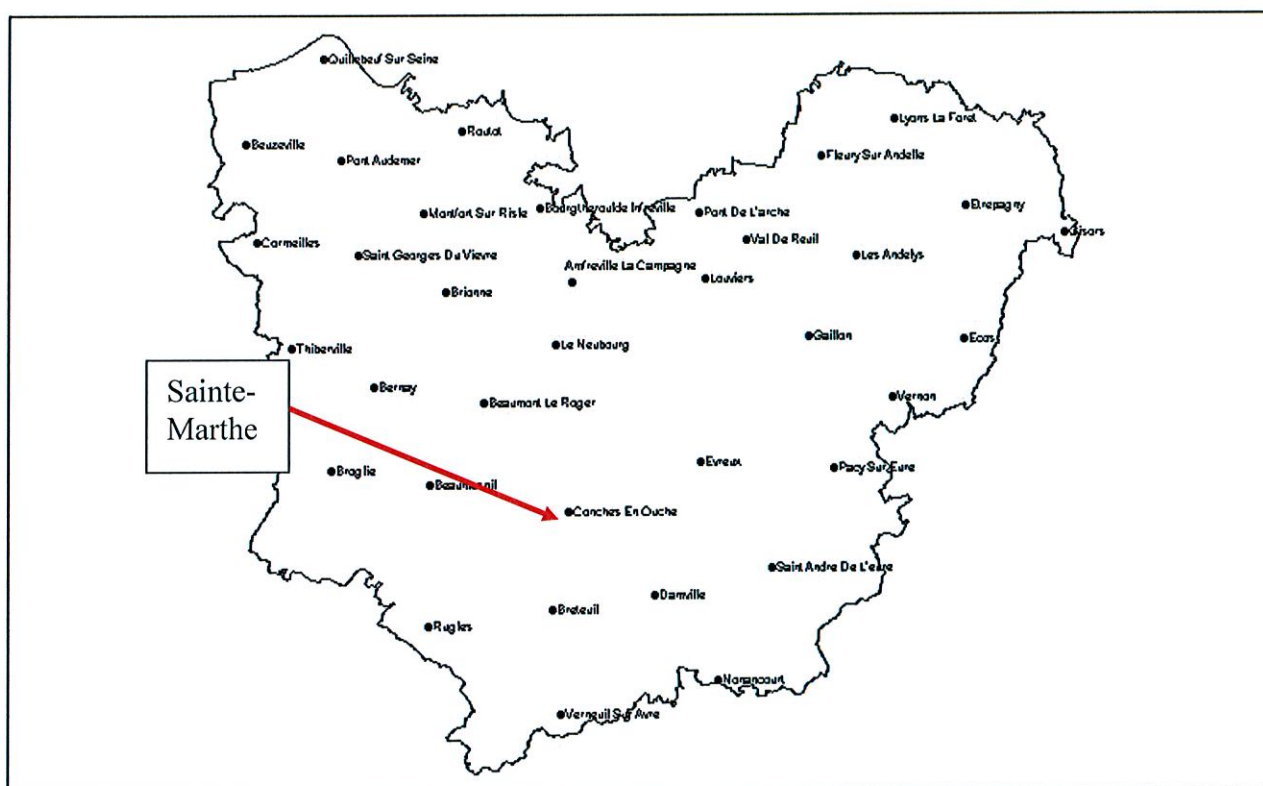 Quillebeuf Sur Seine
Lyons La Foret
Routot
Beuzeville
Fleury Sur Andelle
Pont Audemer
Etrepagny
Montfort Sur Risle
Bourgtheroulde Infreville
Pont De L'arche
Gisors
Val De Reuil
Cormeilles
Saint Georges Du Vievre
Les Andelys
Amfreville La Campagne
Louviers
Brionne
Gaillon
Ecos
Le Neubourg
Thiberville
Sainte-
Marthe
Bernay
Vernon
Beaumont Le Roger
Evreux
Pacy Sur Eure
Broglie
Beaumesnil
Conches En Ouche
Saint Andre De L'eure
Damville
Breteuil
Rugles
Nonancourt
Verneuil Sur Avre